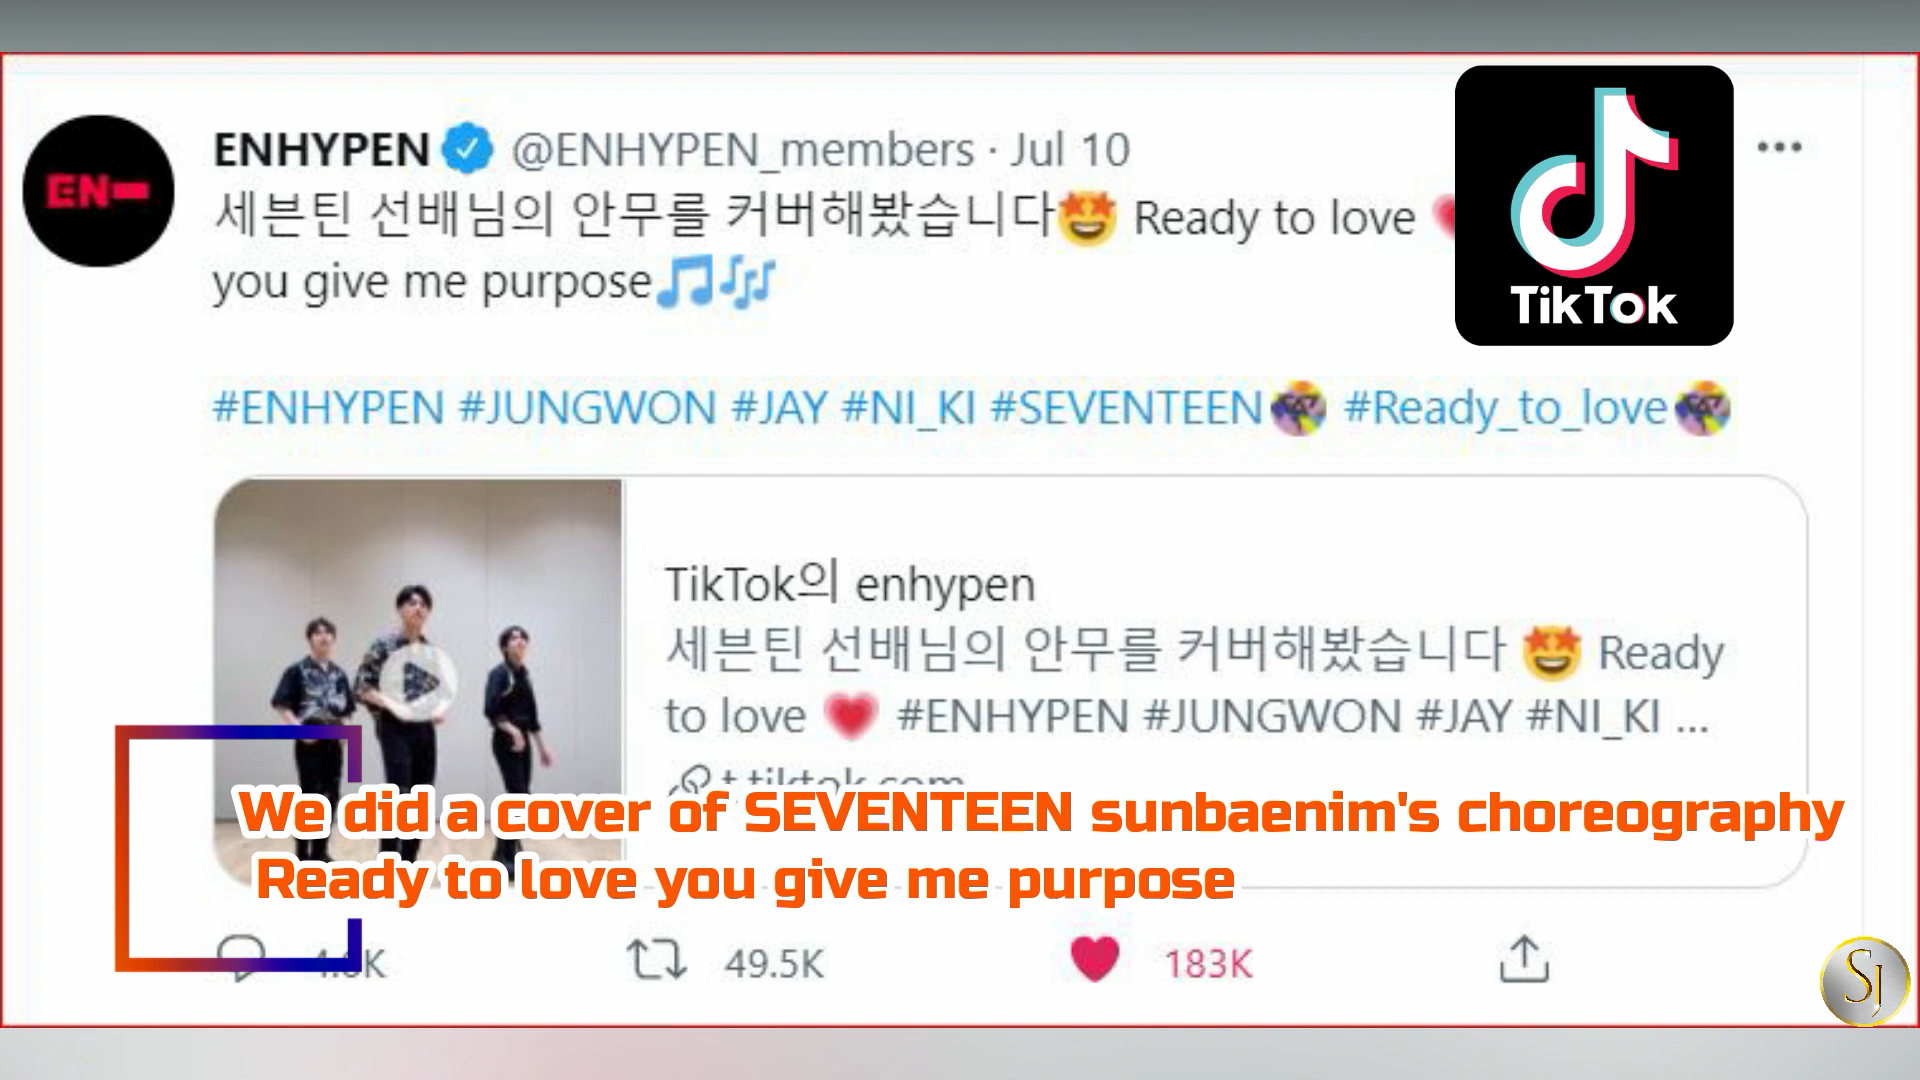 ENHYPEN @ENHYPEN_members · Jul 10
세븐틴 선배님의 안무를 커버해봤습니다🤩 Ready to love
you give me purpose🎵🎶
#ENHYPEN #JUNGWON #JAY #NI_KI #SEVENTEEN #Ready_to_love
EN-
TikTok
TikTok의 enhypen
세븐틴 선배님의 안무를 커버해봤습니다 🤩 Ready
to love ❤️ #ENHYPEN #JUNGWON #JAY #NI_KI ...
We did a cover of SEVENTEEN sunbaenim's choreography
Ready to love you give me purpose
49.5K
183K
SJ